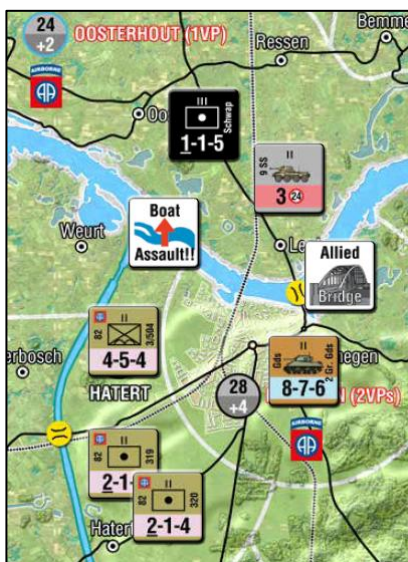 24
+2
OOSTERHOUT (1VP)
Bemme
Ressen
AA
AIRBORNE
Oo
III
1-1-5
Schwap
9 SS
II
3 24
Boat
Assault!!
Weurt
Le
Allied
Bridge
82
II
3/504
4-5-4
erbosch
HATERT
Gds
II
8-7-6
2 Gr. Gds
megen
28
+4
N (2VPs)
AIRBORNE
AA
82
II
319
2-1-
82
II
320
2-1-4
Hater